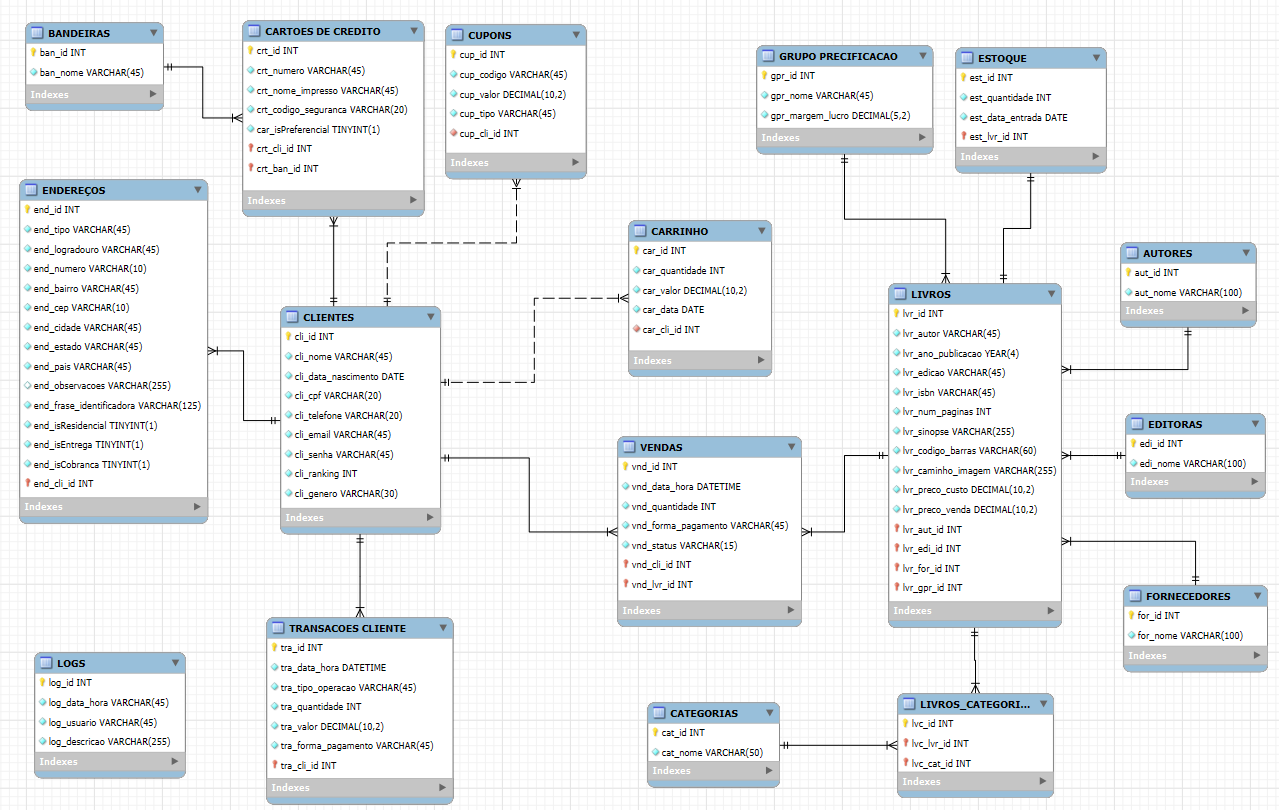 BANDEIRAS
ban_id INT
ban_nome VARCHAR(45)
Indexes
CARTOES DE CREDITO
crt_id INT
crt_numero VARCHAR(45)
crt_nome_impresso VARCHAR(45)
crt_codigo_seguranca VARCHAR(20)
car_isPreferencial TINYINT(1)
crt_cli_id INT
crt_ban_id INT
Indexes
CUPONS
cup_id INT
cup_codigo VARCHAR(45)
cup_valor DECIMAL(10,2)
cup_tipo VARCHAR(45)
cup_cli_id INT
Indexes
GRUPO PRECIFICACAO
gpr_id INT
gpr_nome VARCHAR(45)
gpr_margem_lucro DECIMAL(5,2)
Indexes
ESTOQUE
est_id INT
est_quantidade INT
est_data_entrada DATE
est_lvr_id INT
Indexes
ENDEREÇOS
end_id INT
end_tipo VARCHAR(45)
end_logradouro VARCHAR(45)
end_numero VARCHAR(10)
end_bairro VARCHAR(45)
end_cep VARCHAR(10)
end_cidade VARCHAR(45)
end_estado VARCHAR(45)
end_pais VARCHAR(45)
end_observacoes VARCHAR(255)
end_frase_identificadora VARCHAR(125)
end_isResidencial TINYINT(1)
end_isEntrega TINYINT(1)
end_isCobranca TINYINT(1)
end_cli_id INT
Indexes
CARRINHO
car_id INT
car_quantidade INT
car_valor DECIMAL(10,2)
car_data DATE
car_cli_id INT
Indexes
AUTORES
aut_id INT
aut_nome VARCHAR(100)
Indexes
CLIENTES
cli_id INT
cli_nome VARCHAR(45)
cli_data_nascimento DATE
cli_cpf VARCHAR(20)
cli_telefone VARCHAR(20)
cli_email VARCHAR(45)
cli_senha VARCHAR(45)
cli_ranking INT
cli_genero VARCHAR(30)
Indexes
LIVROS
lvr_id INT
lvr_autor VARCHAR(45)
lvr_ano_publicacao YEAR(4)
lvr_edicao VARCHAR(45)
lvr_isbn VARCHAR(45)
lvr_num_paginas INT
lvr_sinopse VARCHAR(255)
lvr_codigo_barras VARCHAR(60)
lvr_caminho_imagem VARCHAR(255)
lvr_preco_custo DECIMAL(10,2)
lvr_preco_venda DECIMAL(10,2)
lvr_aut_id INT
lvr_edi_id INT
lvr_for_id INT
lvr_gpr_id INT
Indexes
EDITORAS
edi_id INT
edi_nome VARCHAR(100)
Indexes
VENDAS
vnd_id INT
vnd_data_hora DATETIME
vnd_quantidade INT
vnd_forma_pagamento VARCHAR(45)
vnd_status VARCHAR(15)
vnd_cli_id INT
vnd_lvr_id INT
Indexes
FORNECEDORES
for_id INT
for_nome VARCHAR(100)
Indexes
TRANSACOES CLIENTE
tra_id INT
tra_data_hora DATETIME
tra_tipo_operacao VARCHAR(45)
tra_quantidade INT
tra_valor DECIMAL(10,2)
tra_forma_pagamento VARCHAR(45)
tra_cli_id INT
Indexes
LOGS
log_id INT
log_data_hora VARCHAR(45)
log_usuario VARCHAR(45)
log_descricao VARCHAR(255)
Indexes
CATEGORIAS
cat_id INT
cat_nome VARCHAR(50)
Indexes
LIVROS_CATEGORI...
lvc_id INT
lvc_lvr_id INT
lvc_cat_id INT
Indexes